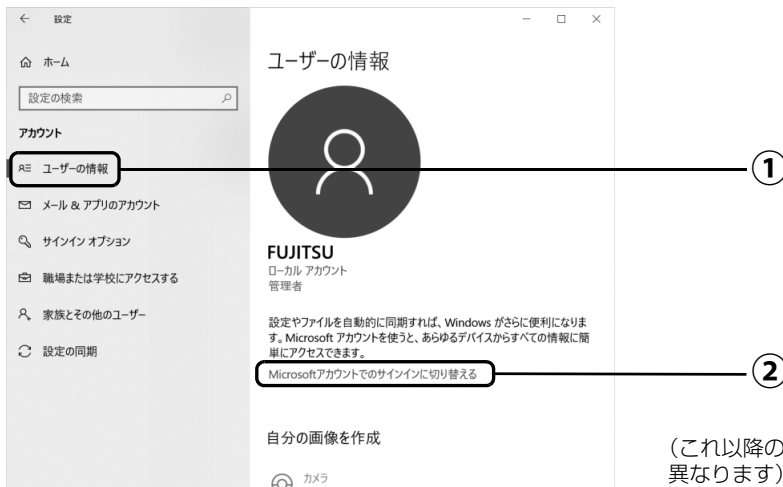 ← 設定
ホーム
設定の検索
アカウント
ユーザーの情報
メール & アプリのアカウント
サインイン オプション
職場または学校にアクセスする
家族とその他のユーザー
設定の同期
ユーザーの情報
FUJITSU
ローカル アカウント
管理者
設定やファイルを自動的に同期すれば、Windows がさらに便利になりま
す。Microsoft アカウントを使うと、あらゆるデバイスからすべての情報に簡
単にアクセスできます。
Microsoftアカウントでのサインインに切り替える
自分の画像を作成
カメラ
①
②
（これ以降の
異なります）